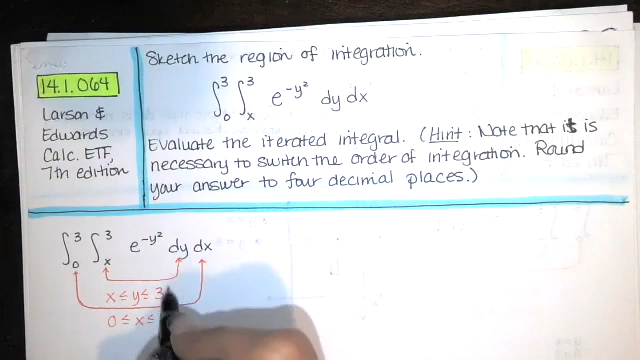 Sketch the region of integration.
14.1.064
Larson &
Edwards
Calc. ETF,
7th edition
∫₀³ ∫ₓ³ e^{-y²} dy dx
Evaluate the iterated integral. (Hint: Note that it is
necessary to switch the order of integration. Round
your answer to four decimal places.)
∫₀³ ∫ₓ³ e^{-y²} dy dx
x ≤ y ≤ 3
0 ≤ x ≤